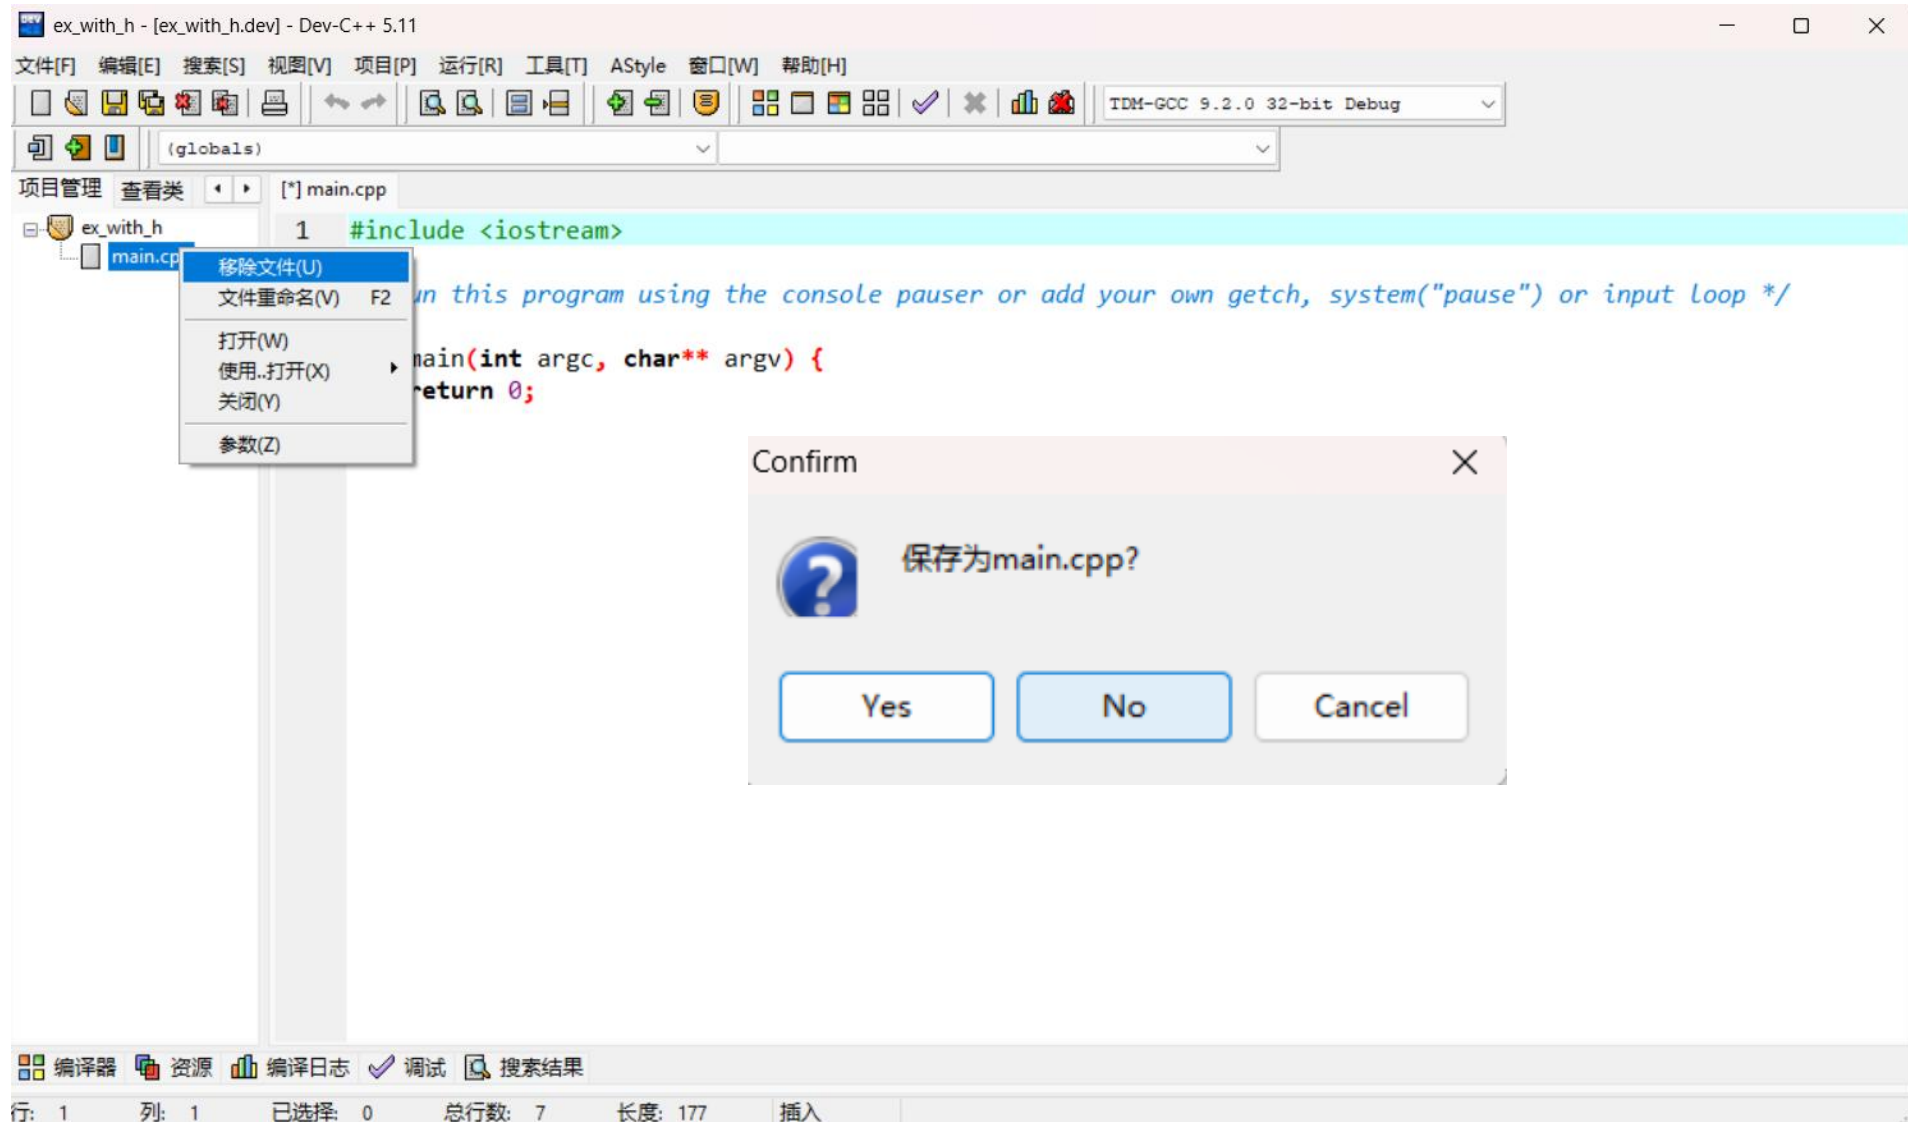 ex_with_h - [ex_with_h.dev] - Dev-C++ 5.11
文件[F] 编辑[E] 搜索[S] 视图[V] 项目[P] 运行[R] 工具[T] AStyle 窗口[W] 帮助[H]
TDM-GCC 9.2.0 32-bit Debug
(globals)
项目管理 查看类 [*] main.cpp
ex_with_h
main.cp
移除文件(U)
文件重命名(V) F2
打开(W)
使用..打开(X)
关闭(Y)
参数(Z)
1 #include <iostream>
un this program using the console pauser or add your own getch, system("pause") or input loop */
main(int argc, char** argv) {
return 0;
Confirm
保存为main.cpp?
Yes No Cancel
编译器 资源 编译日志 调试 搜索结果
行: 1 列: 1 已选择: 0 总行数: 7 长度: 177 插入